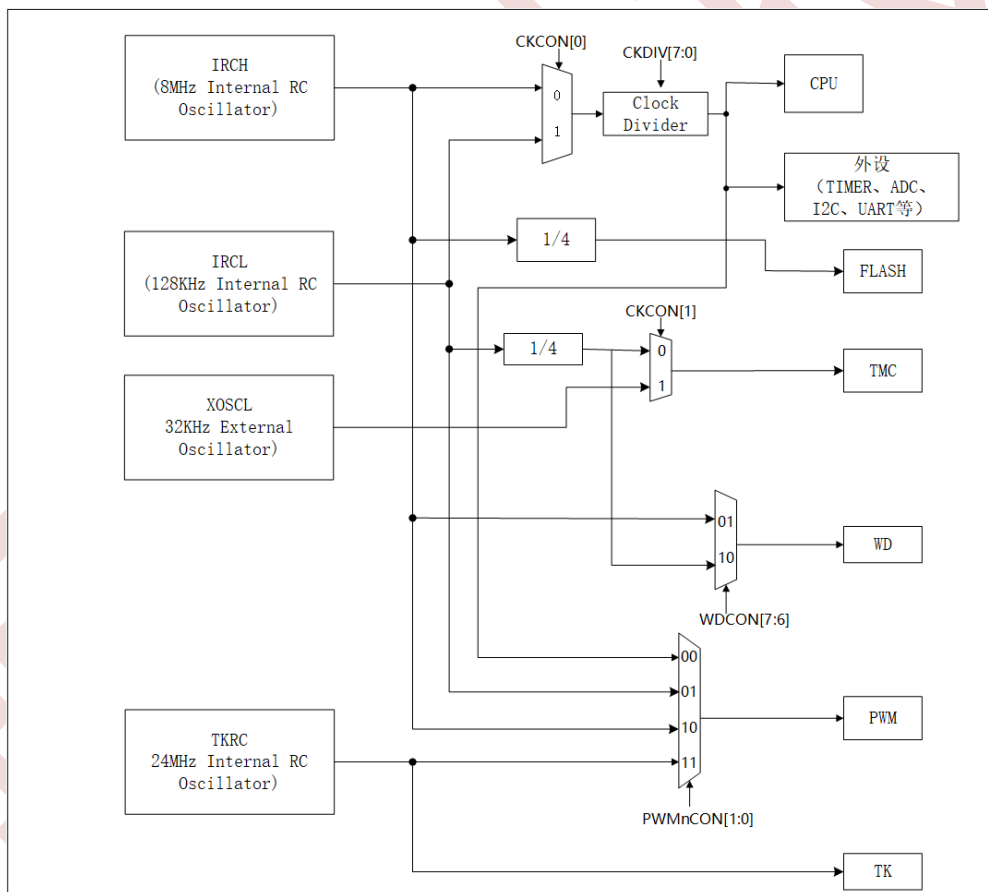 IRCH
(8MHz Internal RC
Oscillator)
CKCON[0]
0
1
CKDIV[7:0]
Clock
Divider
CPU
外设
（TIMER、ADC、
I2C、UART等）
1/4
FLASH
IRCL
(128KHz Internal RC
Oscillator)
CKCON[1]
1/4
0
1
TMC
XOSCL
32KHz External
Oscillator)
01
10
WD
WDCON[7:6]
00
01
10
11
PWM
PWMnCON[1:0]
TKRC
24MHz Internal RC
Oscillator)
TK